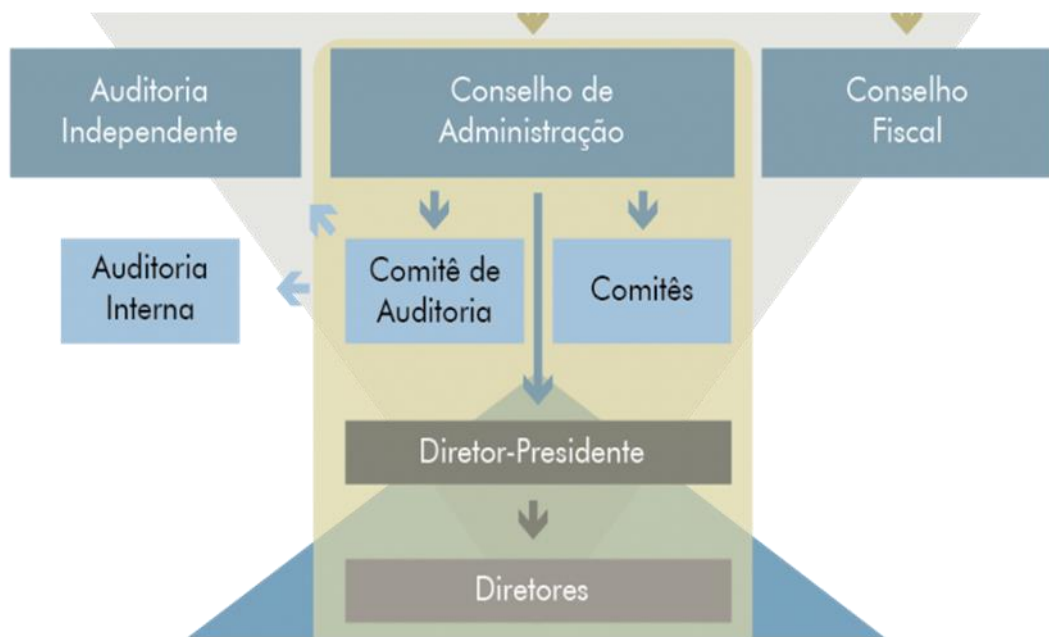 Auditoria
Independente
Conselho de
Administração
Conselho
Fiscal
Auditoria
Interna
Comitê de
Auditoria
Comitês
Diretor-Presidente
Diretores